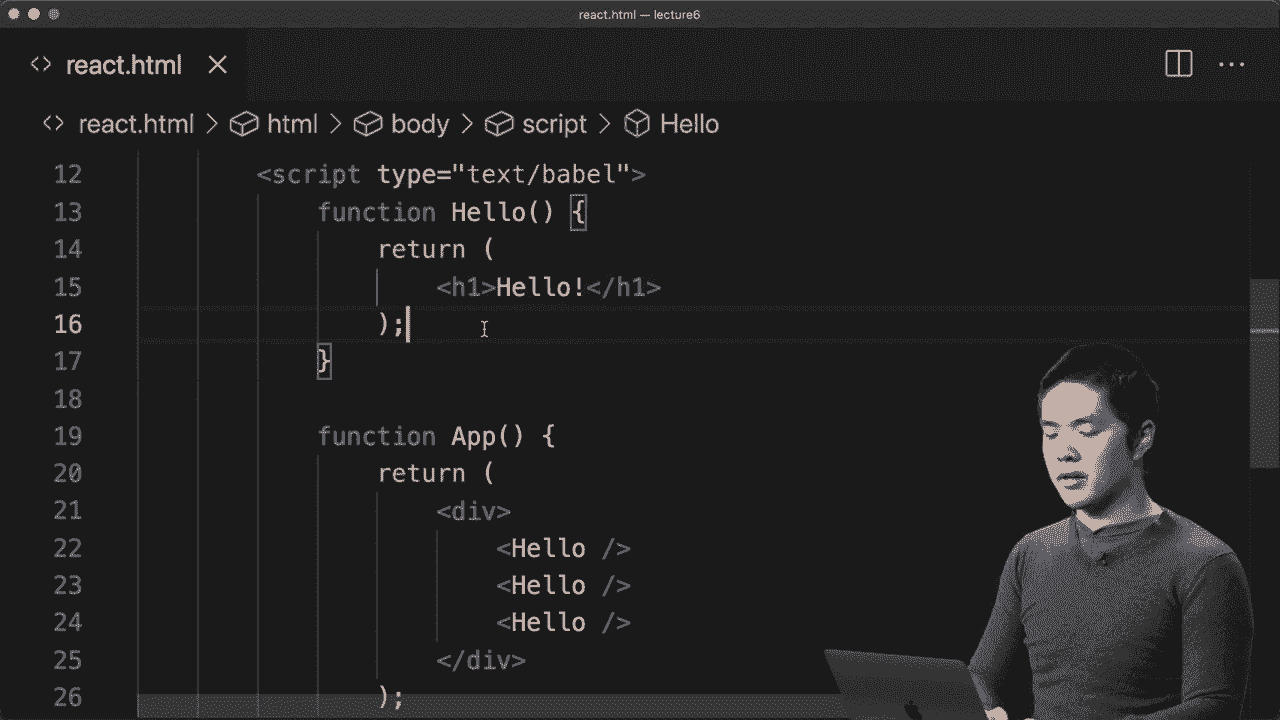 react.html — lecture6
<> react.html
<> react.html > html > body > script > Hello
12 <script type="text/babel">
13 function Hello() {
14 return (
15 <h1>Hello!</h1>
16 );
17 }
18
19 function App() {
20 return (
21 <div>
22 <Hello />
23 <Hello />
24 <Hello />
25 </div>
26 );